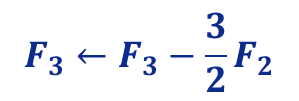 F₃ ← F₃ − 3/2 F₂